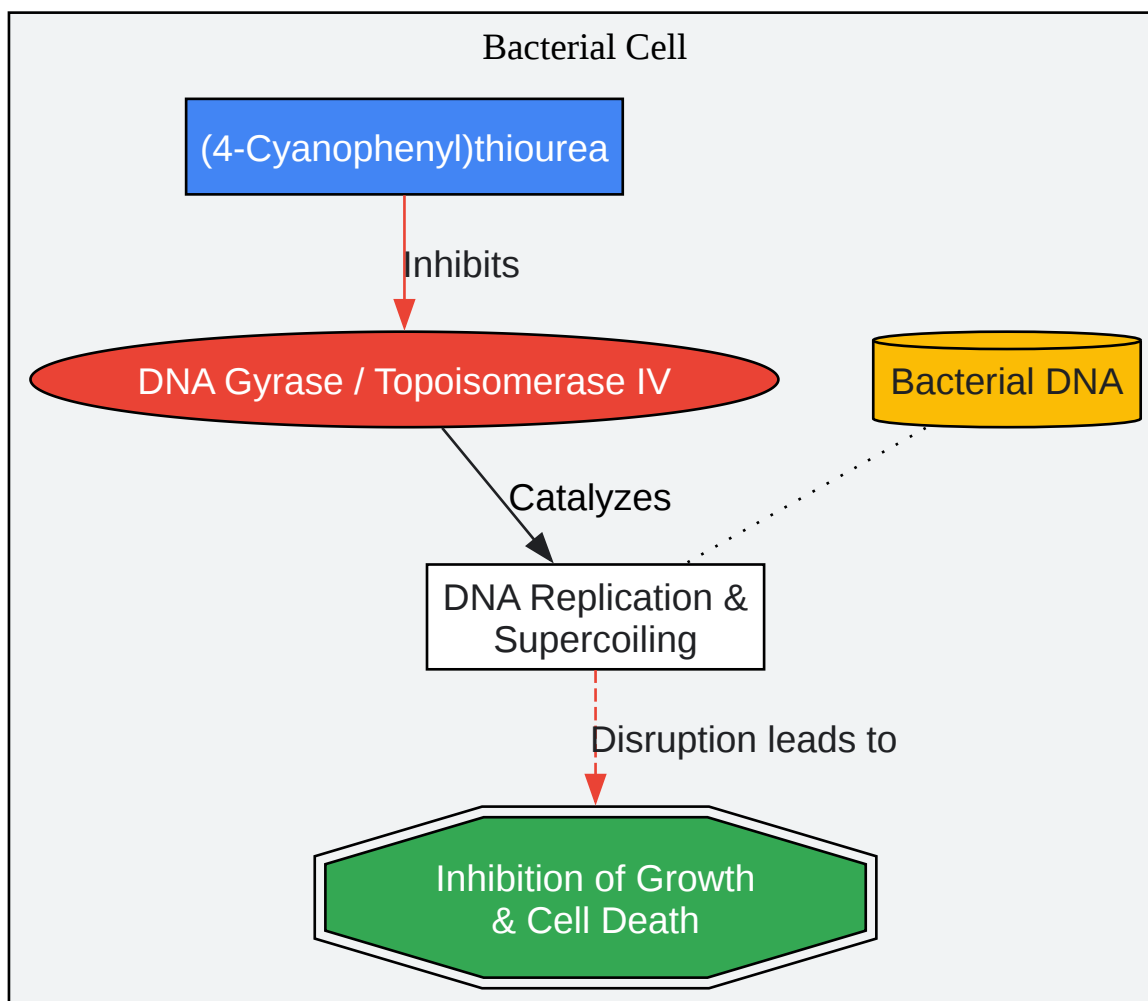 Bacterial Cell
(4-Cyanophenyl)thiourea
Inhibits
DNA Gyrase / Topoisomerase IV
Bacterial DNA
Catalyzes
DNA Replication &
Supercoiling
Disruption leads to
Inhibition of Growth
& Cell Death